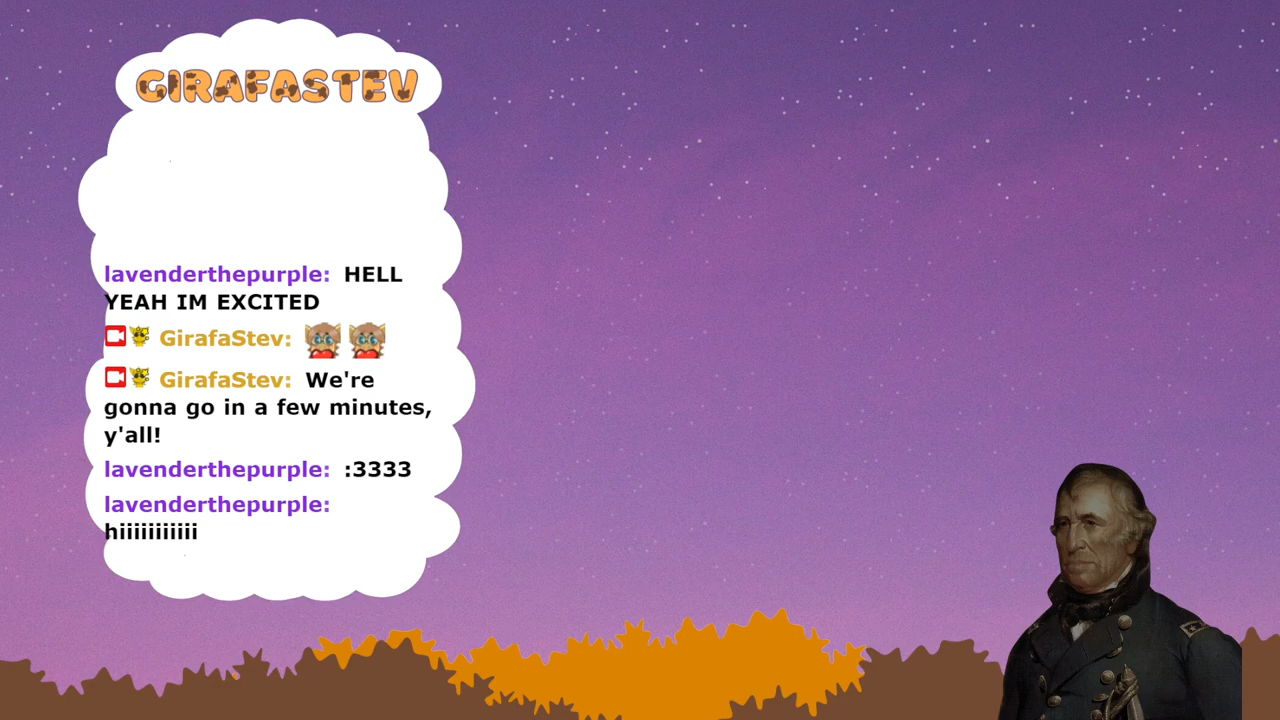 GIRAFASTEV
lavenderthepurple: HELL
YEAH IM EXCITED
GirafaStev:
GirafaStev: We're
gonna go in a few minutes,
y'all!
lavenderthepurple: :3333
lavenderthepurple:
hiiiiiiiiiii